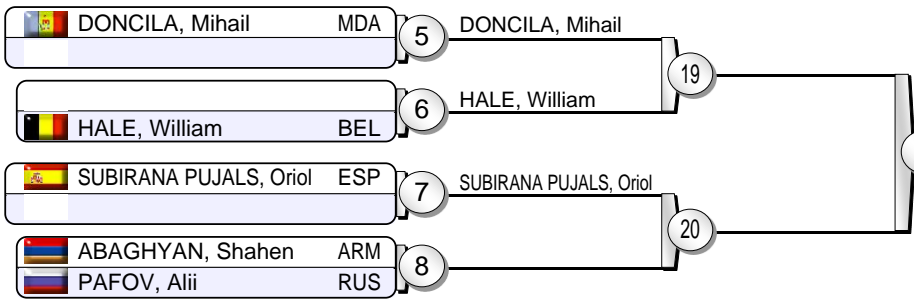 DONCILA, Mihail MDA
5
DONCILA, Mihail
19
6
HALE, William
HALE, William BEL
SUBIRANA PUJALS, Oriol ESP
7
SUBIRANA PUJALS, Oriol
20
ABAGHYAN, Shahen ARM
8
PAFOV, Alii RUS